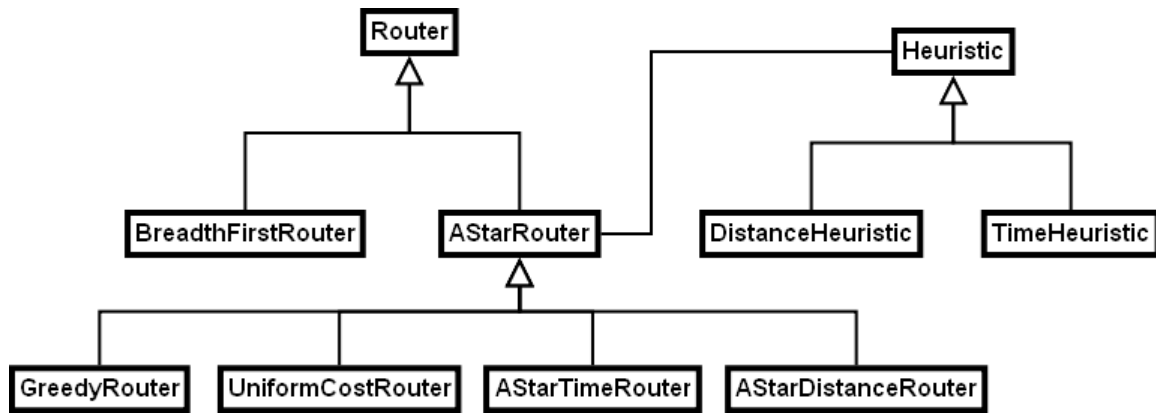 Router
Heuristic
BreadthFirstRouter
AStarRouter
DistanceHeuristic
TimeHeuristic
GreedyRouter
UniformCostRouter
AStarTimeRouter
AStarDistanceRouter